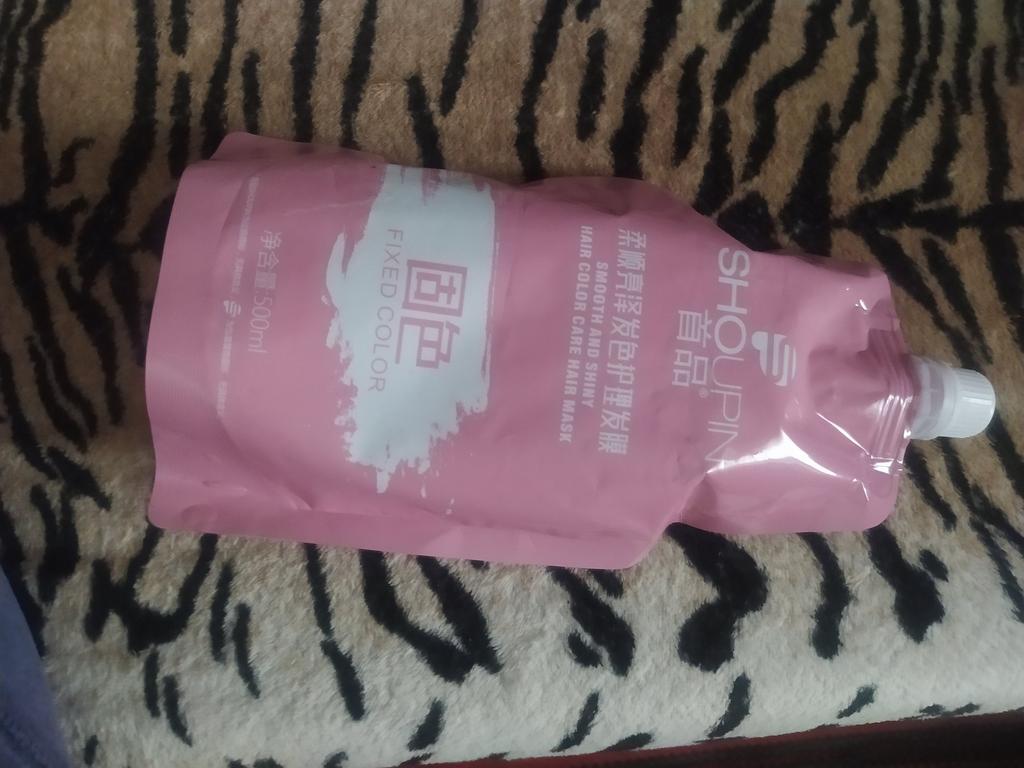 SHOUPIN
首品®
柔顺亮泽发色护理发膜
SMOOTH AND SHINY
HAIR COLOR CARE HAIR MASK
固色
FIXED COLOR
净含量:500ml